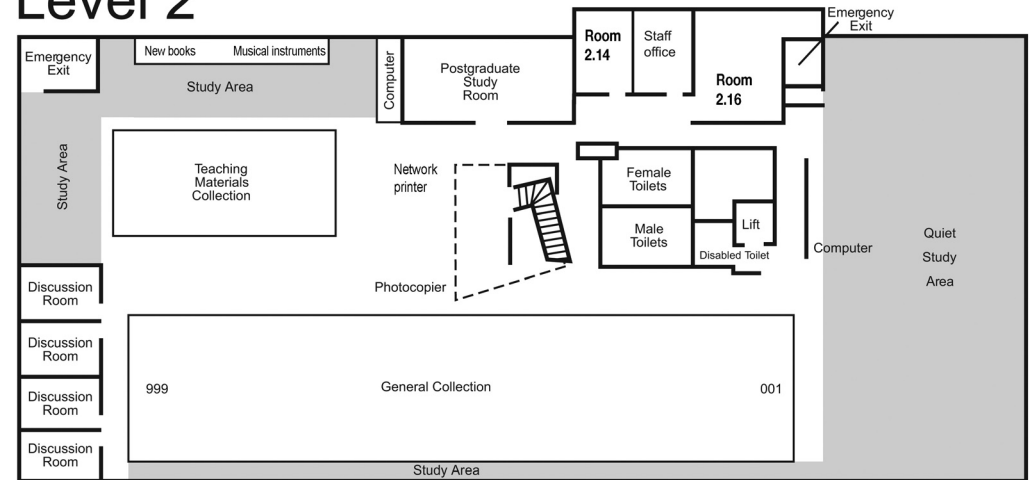 Level 2
Emergency
Exit
New books
Musical instruments
Study Area
Computer
Postgraduate
Study
Room
Room
2.14
Staff
office
Room
2.16
Emergency
Exit
Study Area
Teaching
Materials
Collection
Network
printer
Female
Toilets
Male
Toilets
Lift
Disabled Toilet
Computer
Quiet
Study
Area
Photocopier
Discussion
Room
Discussion
Room
Discussion
Room
Discussion
Room
999
General Collection
001
Study Area